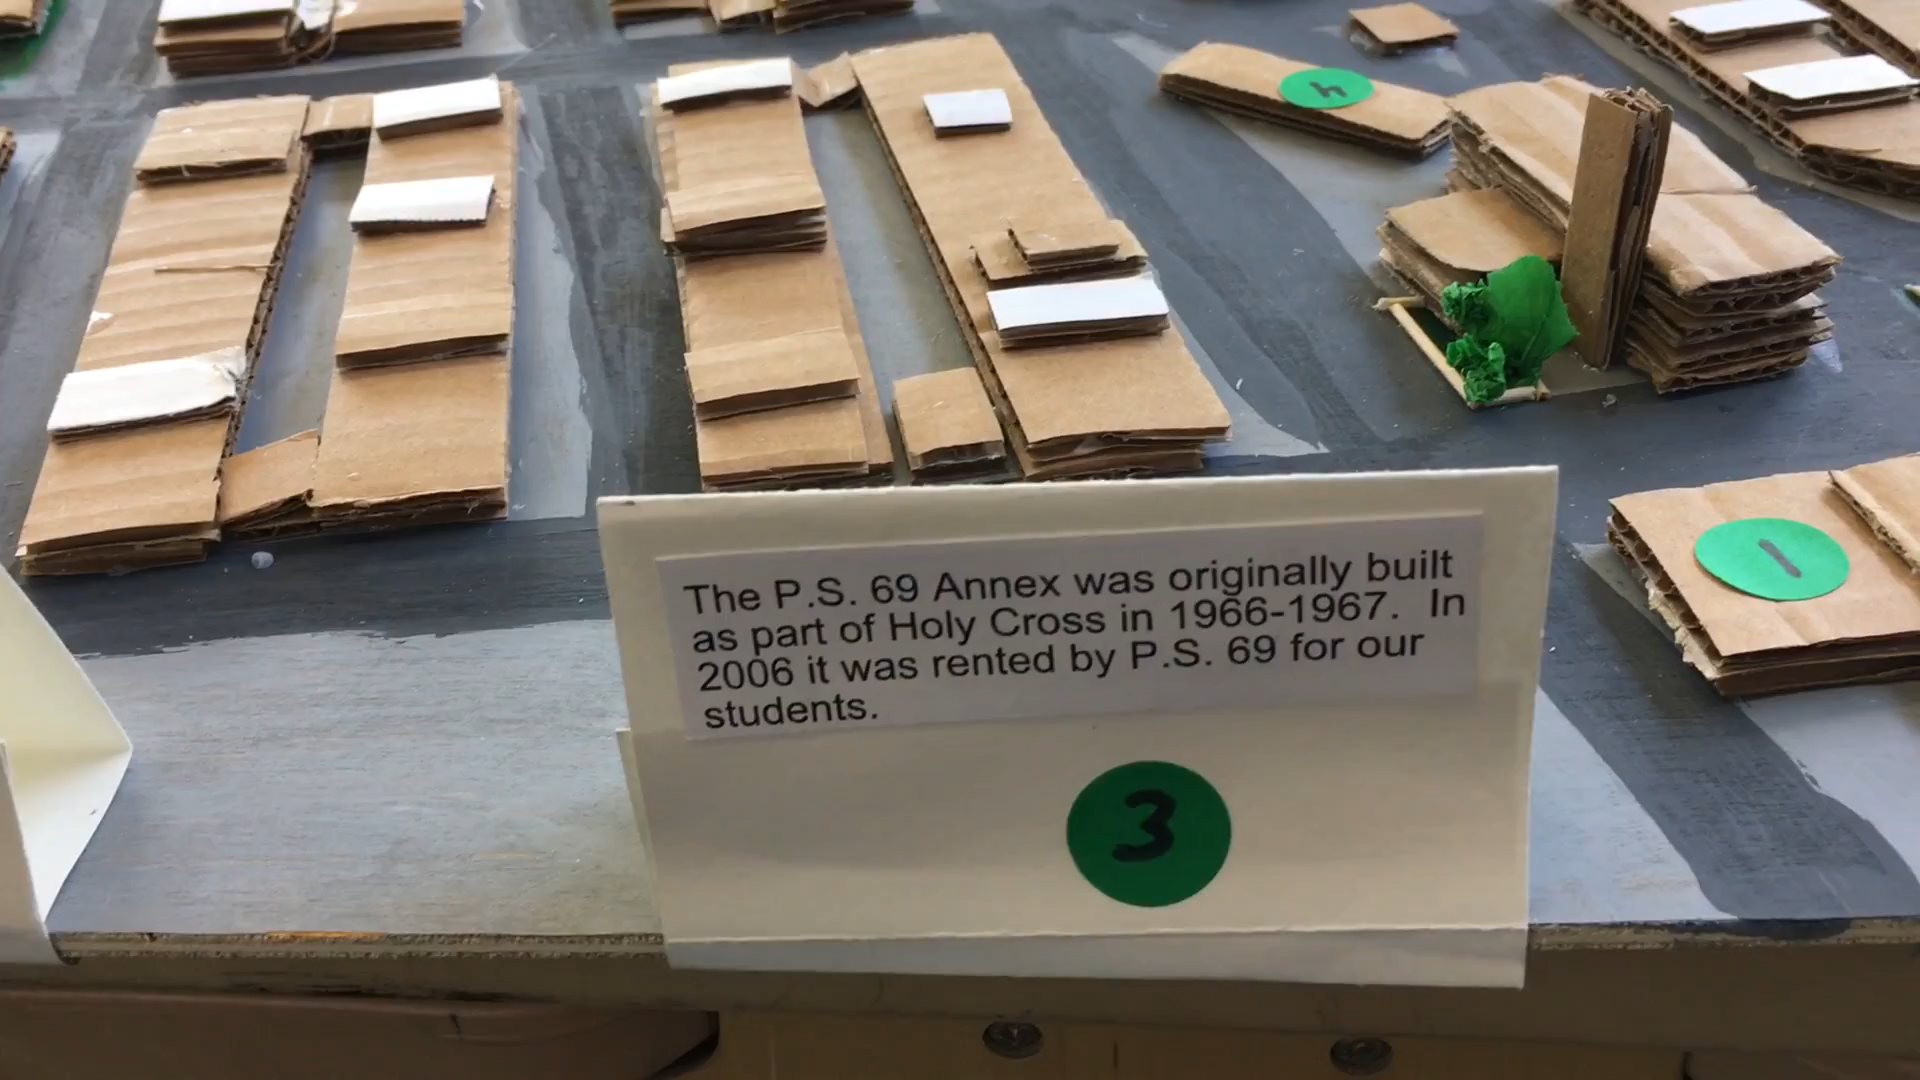 4
1
The P.S. 69 Annex was originally built
as part of Holy Cross in 1966-1967. In
2006 it was rented by P.S. 69 for our
students.
3